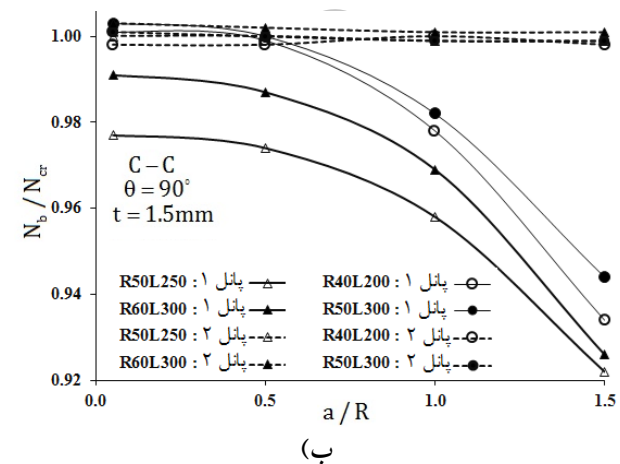 1.00
0.98
0.96
0.94
0.92
N_b / N_cr
C – C
θ = 90°
t = 1.5mm
R50L250 : پانل ۱
R60L300 : پانل ۱
R50L250 : پانل ۲
R60L300 : پانل ۲
R40L200 : پانل ۱
R50L300 : پانل ۱
R40L200 : پانل ۲
R50L300 : پانل ۲
0.0 0.5 1.0 1.5
a / R
ب)